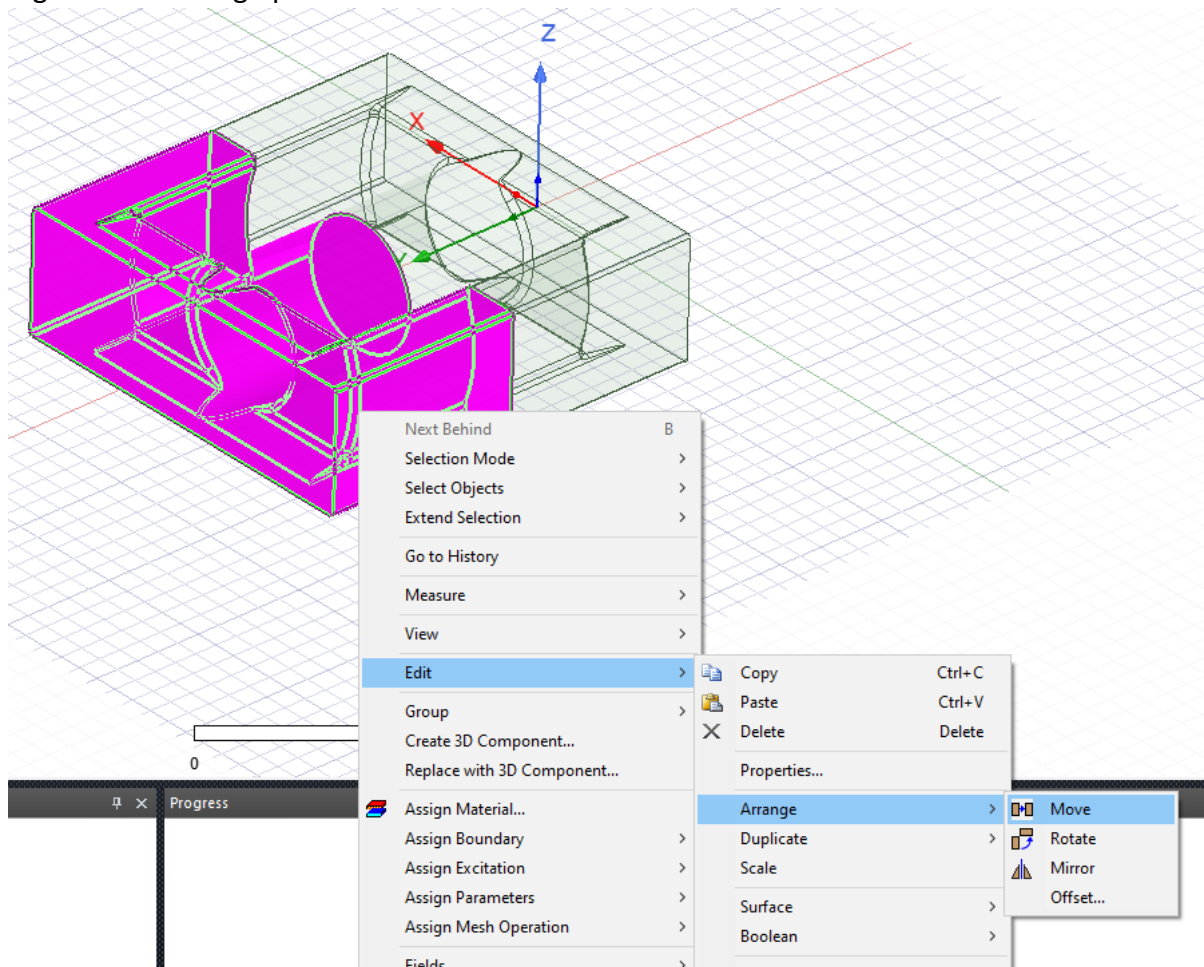 Z
X
Y
0
Progress
Next Behind B
Selection Mode
Select Objects
Extend Selection
Go to History
Measure
View
Edit
Group
Create 3D Component...
Replace with 3D Component...
Assign Material...
Assign Boundary
Assign Excitation
Assign Parameters
Assign Mesh Operation
Fields
Copy Ctrl+C
Paste Ctrl+V
Delete Delete
Properties...
Arrange
Duplicate
Scale
Surface
Boolean
Move
Rotate
Mirror
Offset...